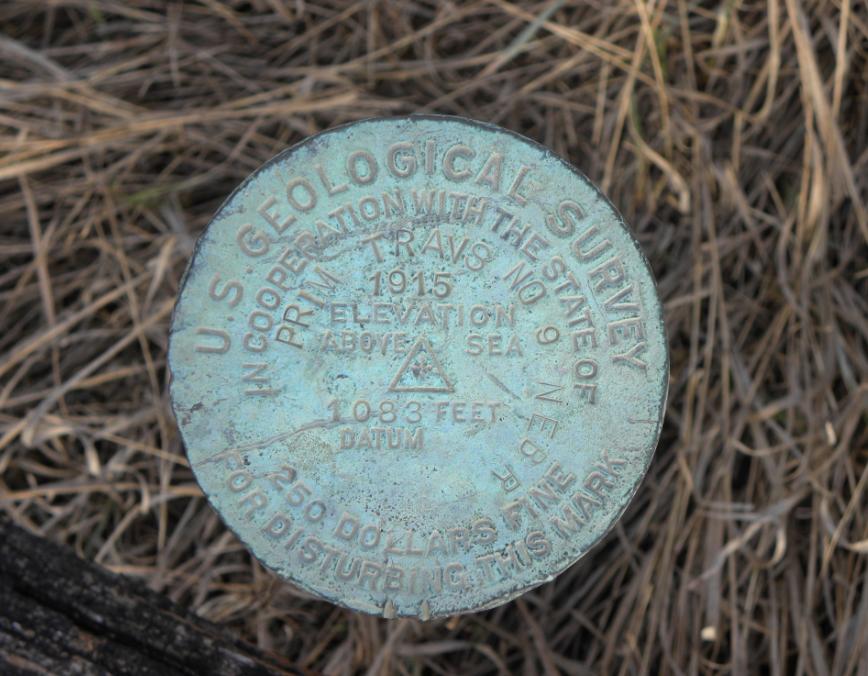 U.S GEOLOGICAL SURVEY
IN COOPERATION WITH THE STATE OF
PRIM TRAVS NO 9 NEBR
1915
ELEVATION
ABOVE SEA
1083 FEET
DATUM
250 DOLLARS FINE
FOR DISTURBING THIS MARK